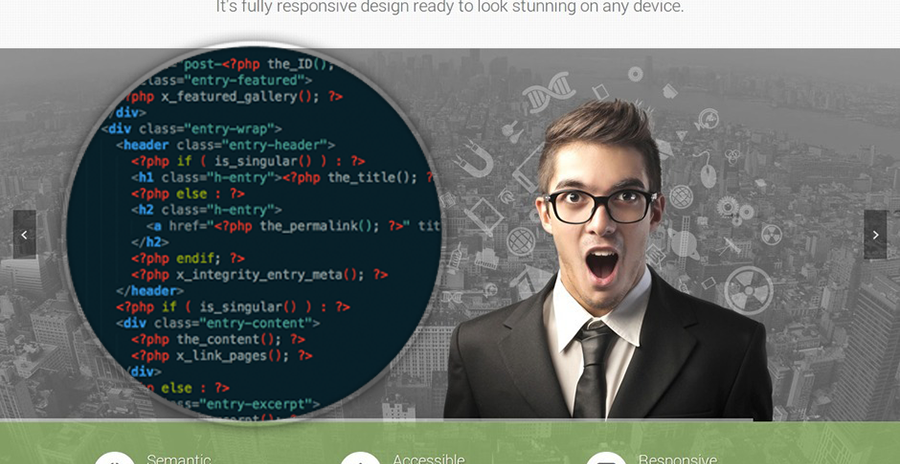 It's fully responsive design ready to look stunning on any device.
post-<?php the_ID();
class="entry-featured">
php x_featured_gallery(); ?>
/div>
<div class="entry-wrap">
<header class="entry-header">
<?php if ( is_singular() ) : ?>
<h1 class="h-entry"><?php the_title(); ?
<?php else : ?>
<h2 class="h-entry">
<a href="<?php the_permalink(); ?>" tit
</h2>
<?php endif; ?>
<?php x_integrity_entry_meta(); ?>
</header>
<?php if ( is_singular() ) : ?>
<div class="entry-content">
<?php the_content(); ?>
<?php x_link_pages(); ?>
/div>
else : ?>
class="entry-excerpt">
Semantic
Accessible
Responsive